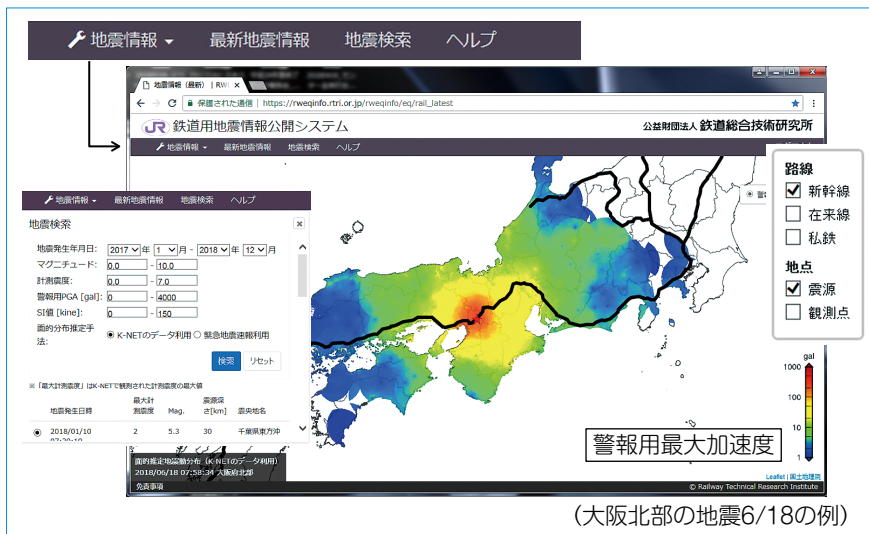 地震情報 最新地震情報 地震検索 ヘルプ
地震情報（最新） | RWE
保護された通信 | https://rweqinfo.rtri.or.jp/rweqinfo/eq/rail_latest
JR 鉄道用地震情報公開システム
公益財団法人 鉄道総合技術研究所
地震情報 最新地震情報 地震検索 ヘルプ
路線
新幹線
在来線
私鉄
地点
震源
観測点
地震情報 最新地震情報 地震検索 ヘルプ
地震検索
地震発生年月日: 2017 年 1 月 - 2018 年 12 月
マグニチュード: 0.0 - 10.0
計測震度: 0.0 - 7.0
警報用PGA [gal]: 0 - 4000
SI値 [kine]: 0 - 150
面的分布推定手
法:
K-NETのデータ利用 緊急地震速報利用
検索 リセット
※「最大計測震度」はK-NETで観測された計測震度の最大値
地震発生日時 最大計測震度 Mag. 震源深さ[km] 震央地名
2018/01/10 2 5.3 30 千葉県東方沖
gal
1000
100
10
1
警報用最大加速度
面的推定地震動分布（K-NETのデータ利用）
2018/06/18 07:58:34 大阪府北部
免責事項
Leaflet | 国土地理院
© Railway Technical Research Institute
（大阪北部の地震6/18の例）